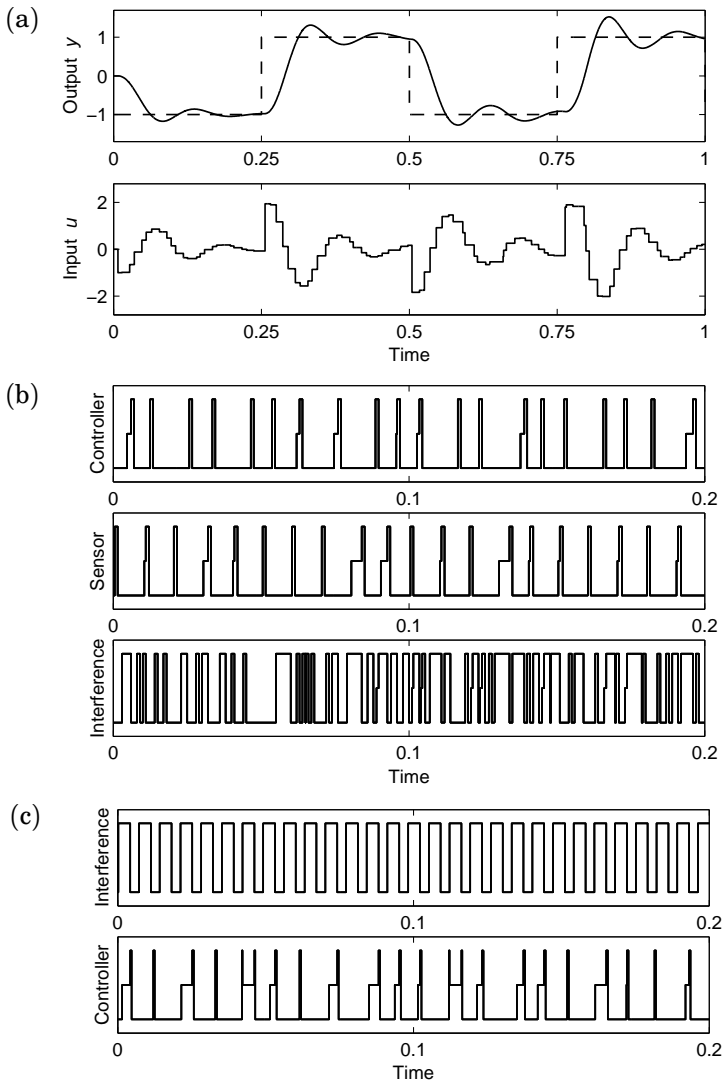 (a)
Output y
1
0
−1
0
0.25
0.5
0.75
1
Input u
2
0
−2
0
0.25
0.5
0.75
1
Time
(b)
Controller
0
0.1
0.2
Sensor
0
0.1
0.2
Interference
0
0.1
0.2
Time
(c)
Interference
0
0.1
0.2
Controller
0
0.1
0.2
Time